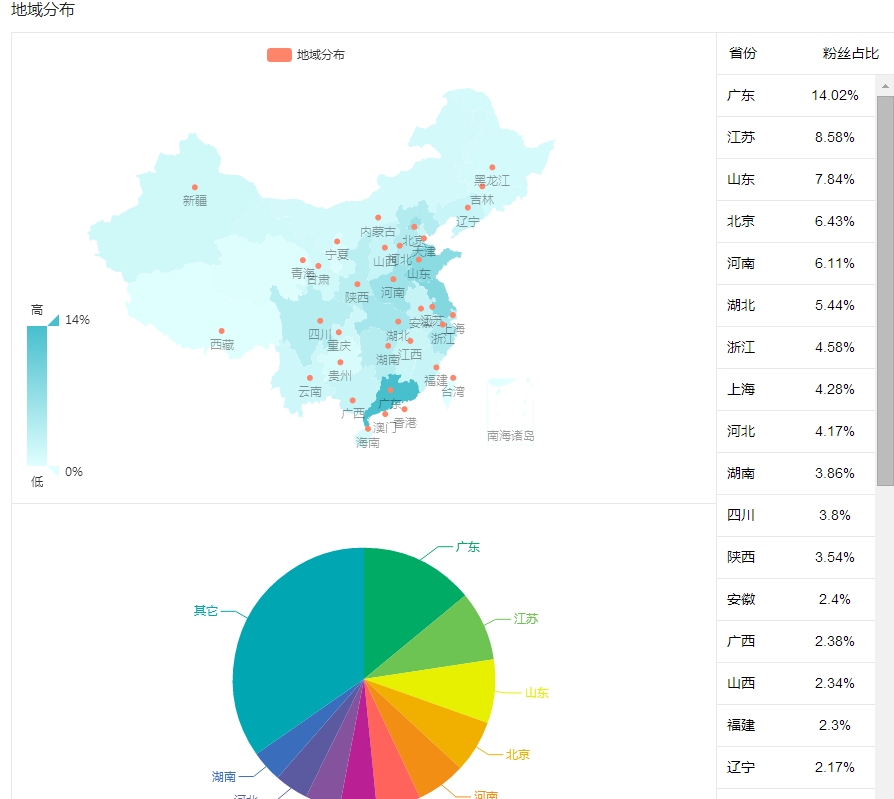 地域分布
地域分布
黑龙江
吉林
新疆
辽宁
内蒙古
北京
天津
宁夏
山西
河北
青海
甘肃
山东
陕西
河南
高
14%
四川
湖北
安徽
江苏
上海
西藏
重庆
浙江
湖南
江西
贵州
云南
福建
台湾
广西
广东
澳门
香港
海南
南海诸岛
0%
低
广东
其它
江苏
山东
北京
湖南
河南
河北
省份 粉丝占比
广东 14.02%
江苏 8.58%
山东 7.84%
北京 6.43%
河南 6.11%
湖北 5.44%
浙江 4.58%
上海 4.28%
河北 4.17%
湖南 3.86%
四川 3.8%
陕西 3.54%
安徽 2.4%
广西 2.38%
山西 2.34%
福建 2.3%
辽宁 2.17%